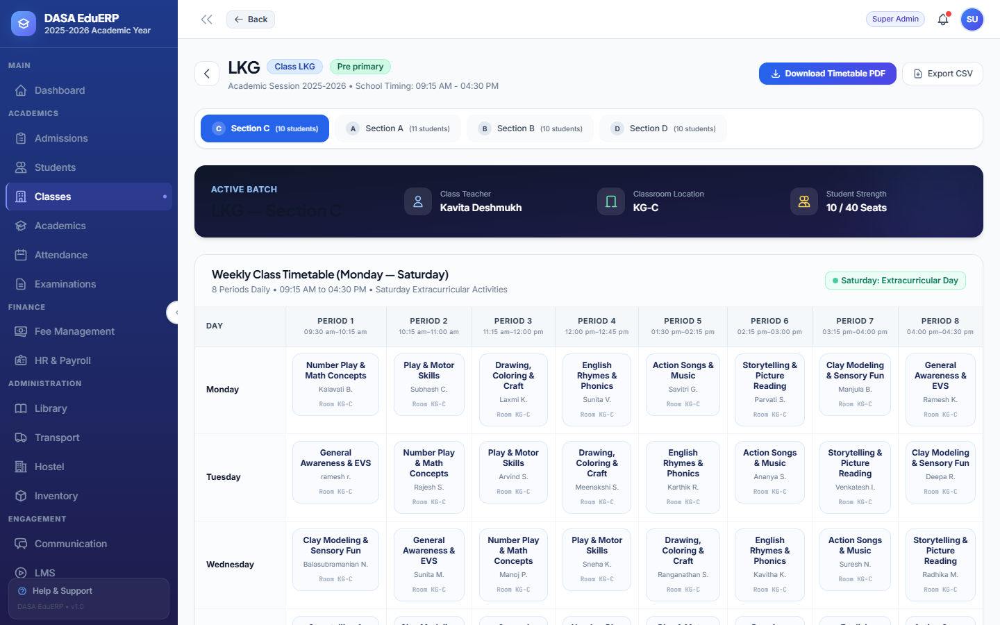 DASA EduERP
2025-2026 Academic Year
MAIN
Dashboard
ACADEMICS
Admissions
Students
Classes
Academics
Attendance
Examinations
FINANCE
Fee Management
HR & Payroll
ADMINISTRATION
Library
Transport
Hostel
Inventory
ENGAGEMENT
Communication
LMS
Help & Support
DASA EduERP • v1.0
Back
Super Admin
SU
LKG
Class LKG
Pre primary
Academic Session 2025-2026 • School Timing: 09:15 AM - 04:30 PM
Download Timetable PDF
Export CSV
C Section C (10 students)
A Section A (11 students)
B Section B (10 students)
D Section D (10 students)
ACTIVE BATCH
LKG — Section C
Class Teacher
Kavita Deshmukh
Classroom Location
KG-C
Student Strength
10 / 40 Seats
Weekly Class Timetable (Monday — Saturday)
8 Periods Daily • 09:15 AM to 04:30 PM • Saturday Extracurricular Activities
Saturday: Extracurricular Day
DAY
PERIOD 1
09:30 am–10:15 am
PERIOD 2
10:15 am–11:00 am
PERIOD 3
11:15 am–12:00 pm
PERIOD 4
12:00 pm–12:45 pm
PERIOD 5
01:30 pm–02:15 pm
PERIOD 6
02:15 pm–03:00 pm
PERIOD 7
03:15 pm–04:00 pm
PERIOD 8
04:00 pm–04:30 pm
Monday
Number Play &
Math Concepts
Kalavati B.
Room KG-C
Play & Motor
Skills
Subhash C.
Room KG-C
Drawing,
Coloring &
Craft
Laxmi K.
Room KG-C
English
Rhymes &
Phonics
Sunita V.
Room KG-C
Action Songs &
Music
Savitri G.
Room KG-C
Storytelling &
Picture
Reading
Parvati S.
Room KG-C
Clay Modeling
& Sensory Fun
Manjula B.
Room KG-C
General
Awareness &
EVS
Ramesh K.
Room KG-C
Tuesday
General
Awareness & EVS
ramesh r.
Room KG-C
Number Play
& Math
Concepts
Rajesh S.
Room KG-C
Play & Motor
Skills
Arvind S.
Room KG-C
Drawing,
Coloring &
Craft
Meenakshi S.
Room KG-C
English
Rhymes &
Phonics
Karthik R.
Room KG-C
Action Songs
& Music
Ananya S.
Room KG-C
Storytelling &
Picture
Reading
Venkatesh I.
Room KG-C
Clay Modeling
& Sensory Fun
Deepa R.
Room KG-C
Wednesday
Clay Modeling &
Sensory Fun
Balasubramanian N.
Room KG-C
General
Awareness &
EVS
Sunita M.
Room KG-C
Number Play
& Math
Concepts
Manoj P.
Room KG-C
Play & Motor
Skills
Sneha K.
Room KG-C
Drawing,
Coloring &
Craft
Ranganathan S.
Room KG-C
English
Rhymes &
Phonics
Kavitha K.
Room KG-C
Action Songs
& Music
Suresh N.
Room KG-C
Storytelling &
Picture
Reading
Radhika M.
Room KG-C